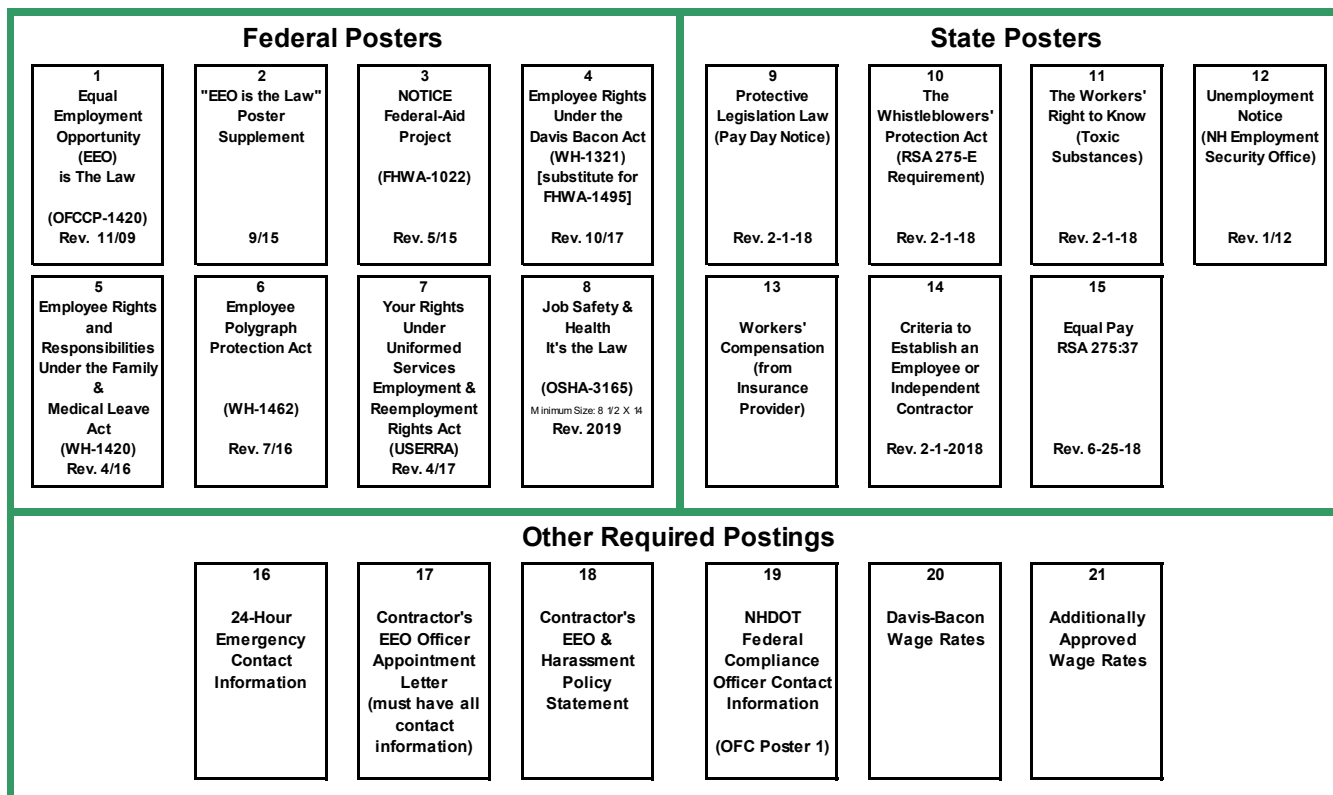 Federal Posters
1
Equal
Employment
Opportunity
(EEO)
is The Law
(OFCCP-1420)
Rev. 11/09
2
"EEO is the Law"
Poster
Supplement
9/15
3
NOTICE
Federal-Aid
Project
(FHWA-1022)
Rev. 5/15
4
Employee Rights
Under the
Davis Bacon Act
(WH-1321)
[substitute for
FHWA-1495]
Rev. 10/17
5
Employee Rights
and
Responsibilities
Under the Family
&
Medical Leave
Act
(WH-1420)
Rev. 4/16
6
Employee
Polygraph
Protection Act
(WH-1462)
Rev. 7/16
7
Your Rights
Under
Uniformed
Services
Employment &
Reemployment
Rights Act
(USERRA)
Rev. 4/17
8
Job Safety &
Health
It's the Law
(OSHA-3165)
Minimum Size: 8 1/2 X 14
Rev. 2019
State Posters
9
Protective
Legislation Law
(Pay Day Notice)
Rev. 2-1-18
10
The
Whistleblowers'
Protection Act
(RSA 275-E
Requirement)
Rev. 2-1-18
11
The Workers'
Right to Know
(Toxic
Substances)
Rev. 2-1-18
12
Unemployment
Notice
(NH Employment
Security Office)
Rev. 1/12
13
Workers'
Compensation
(from
Insurance
Provider)
14
Criteria to
Establish an
Employee or
Independent
Contractor
Rev. 2-1-2018
15
Equal Pay
RSA 275:37
Rev. 6-25-18
Other Required Postings
16
24-Hour
Emergency
Contact
Information
17
Contractor's
EEO Officer
Appointment
Letter
(must have all
contact
information)
18
Contractor's
EEO &
Harassment
Policy
Statement
19
NHDOT
Federal
Compliance
Officer Contact
Information
(OFC Poster 1)
20
Davis-Bacon
Wage Rates
21
Additionally
Approved
Wage Rates